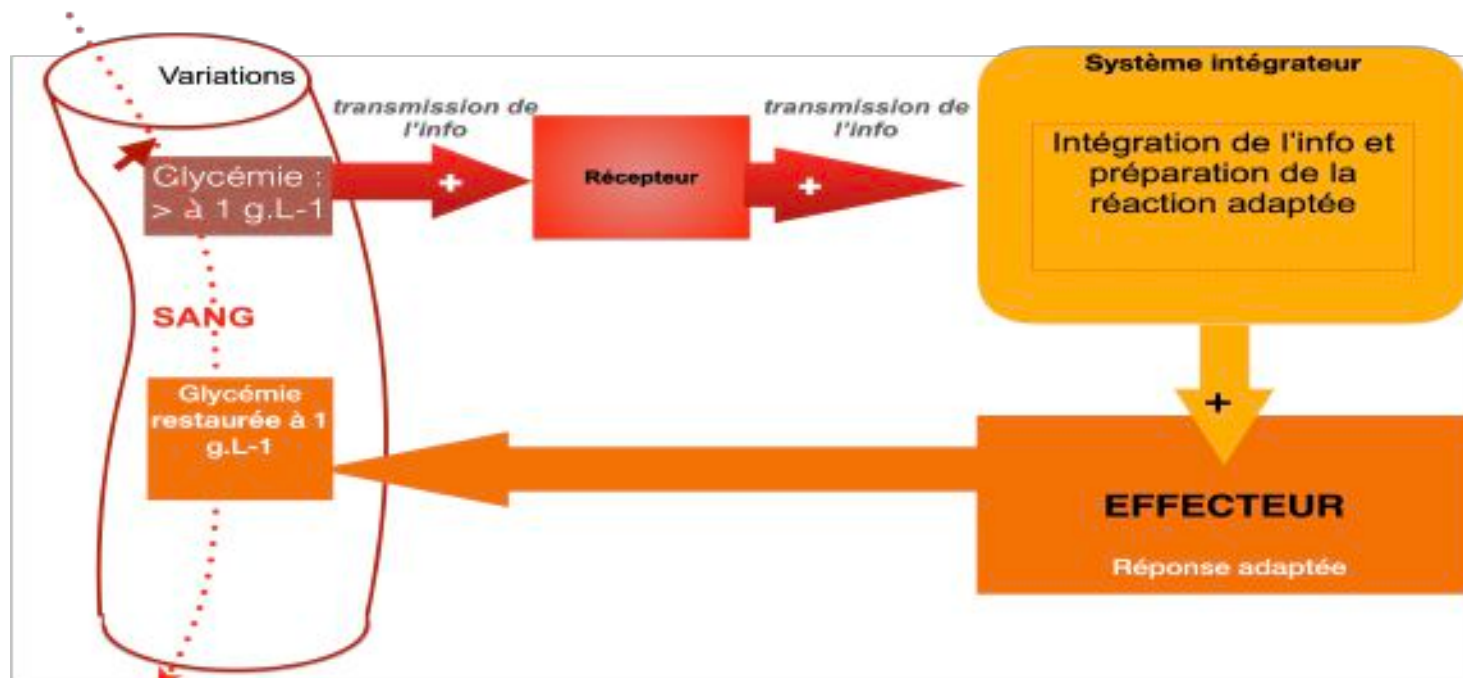 Variations
transmission de
l'info
transmission de
l'info
Système intégrateur
Intégration de l'info et
préparation de la
réaction adaptée
Glycémie :
> à 1 g.L-1
+
Récepteur
+
SANG
Glycémie
restaurée à 1
g.L-1
+
EFFECTEUR
Réponse adaptée